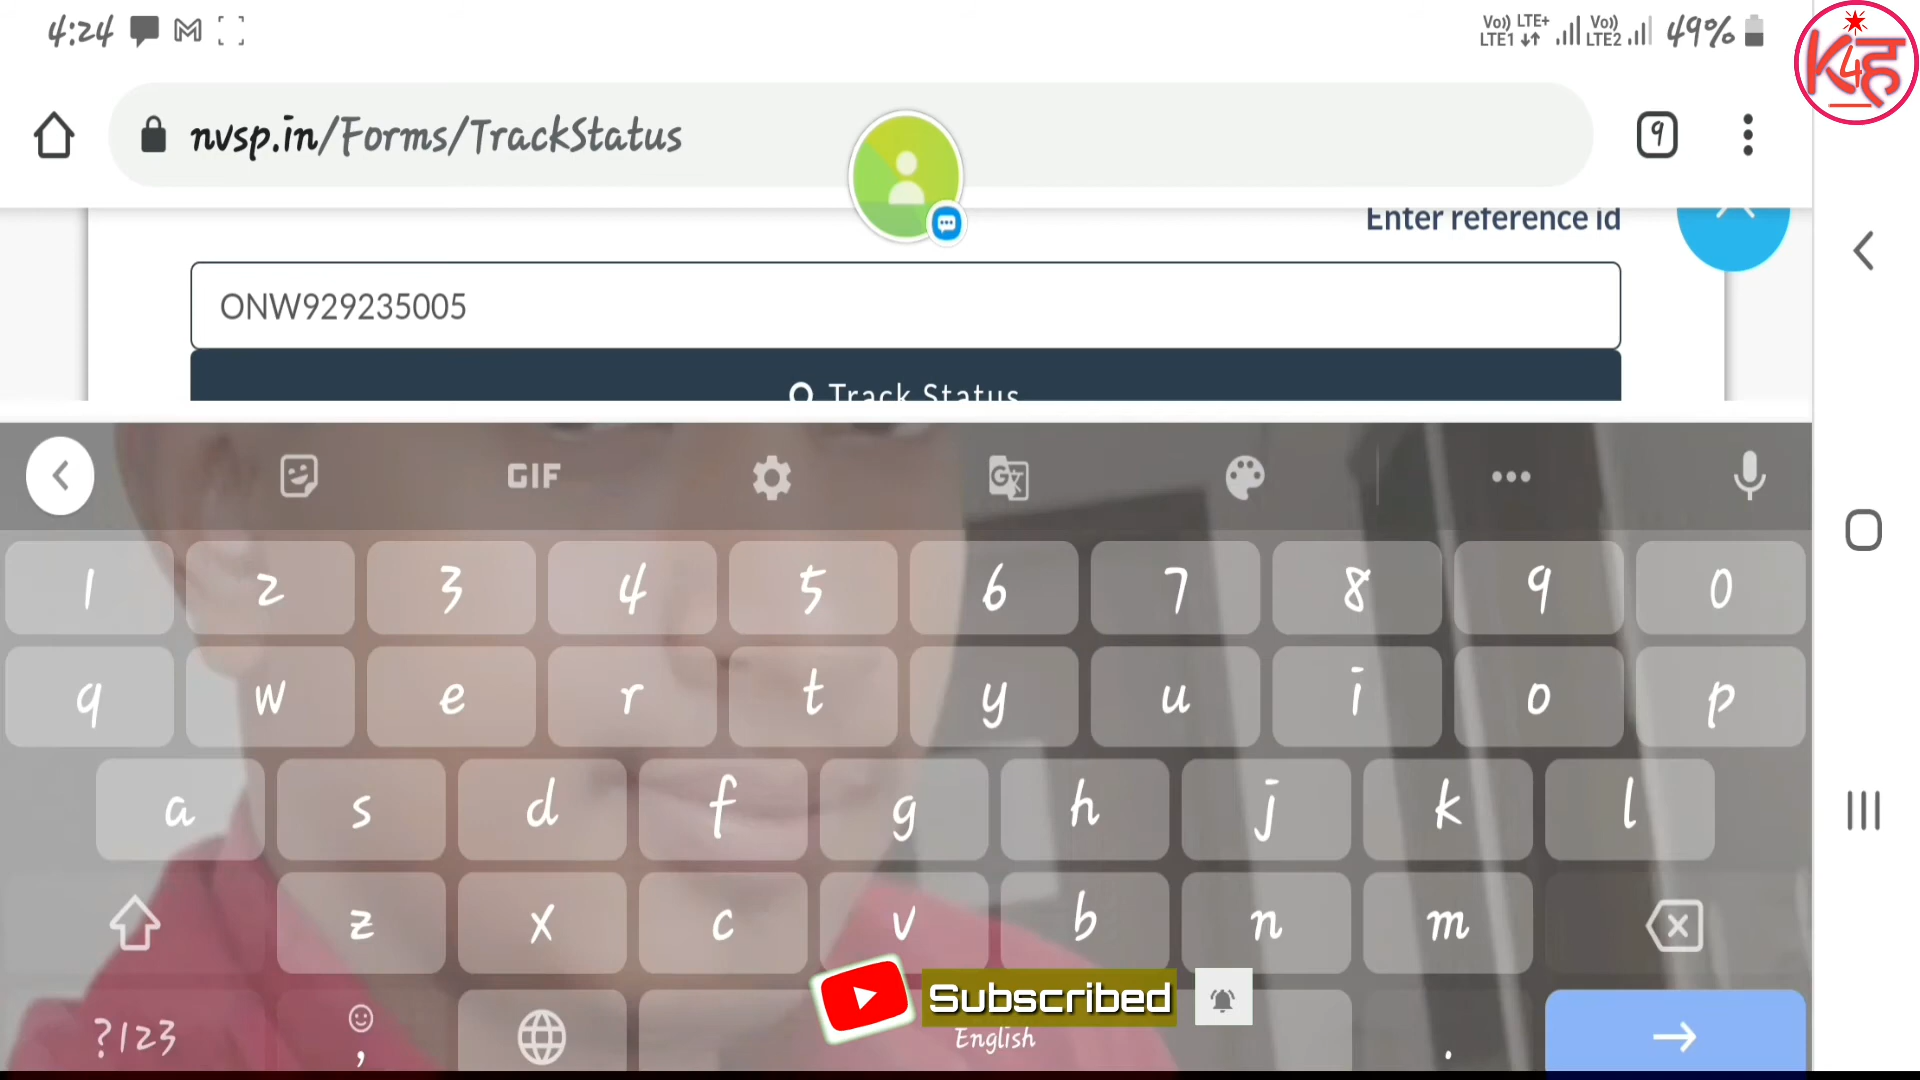 4:24 Vo)) LTE+ LTE1 Vo)) LTE2 49%
K4ह
nvsp.in/Forms/TrackStatus 9
Enter reference id
ONW929235005
Track Status
GIF G
1 2 3 4 5 6 7 8 9 0
q w e r t y u i o p
a s d f g h j k l
z x c v b n m
Subscribed
?123 , English .